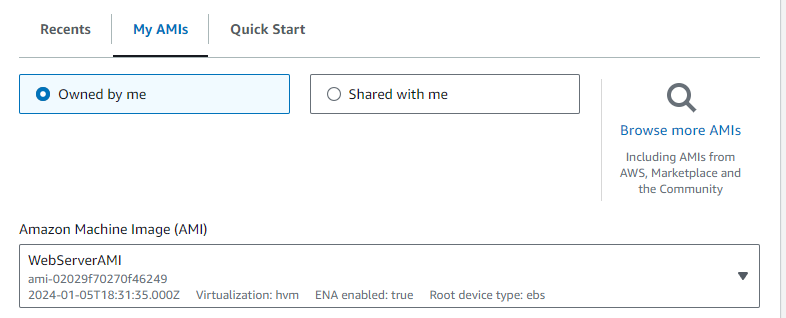 Recents
My AMIs
Quick Start
Owned by me
Shared with me
Browse more AMIs
Including AMIs from
AWS, Marketplace and
the Community
Amazon Machine Image (AMI)
WebServerAMI
ami-02029f70270f46249
2024-01-05T18:31:35.000Z Virtualization: hvm ENA enabled: true Root device type: ebs